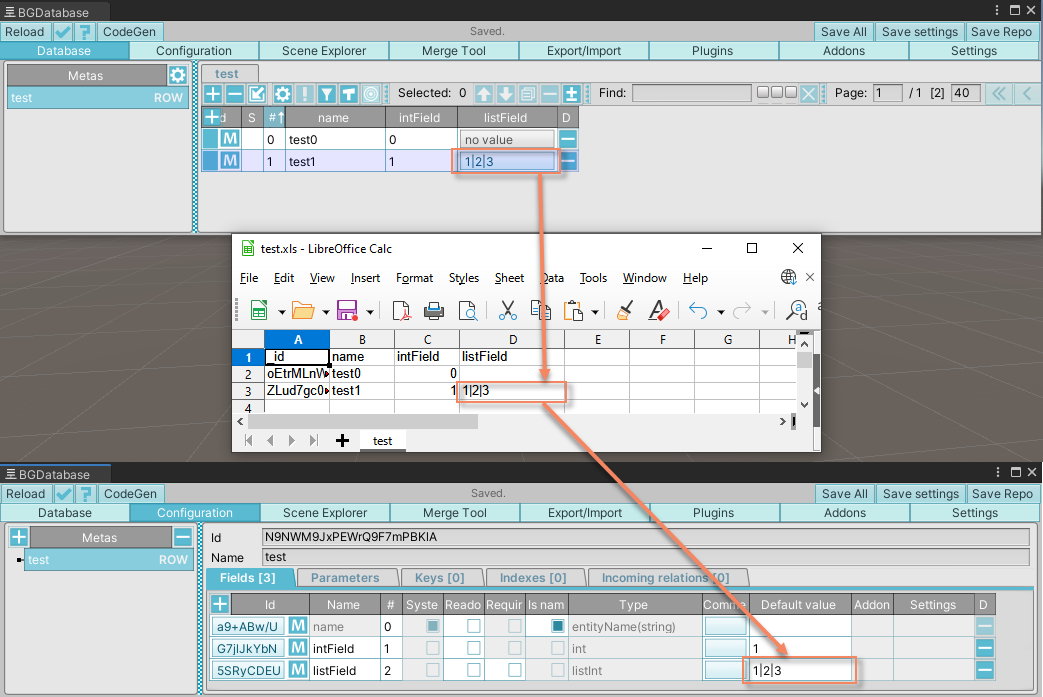 BGDatabase
Reload ? CodeGen Saved. Save All Save settings Save Repo
Database Configuration Scene Explorer Merge Tool Export/Import Plugins Addons Settings
Metas
test ROW
test
Selected: 0 Find: Page: 1 / 1 [2] 40
d S #↑ name intField listField D
M 0 test0 0 no value
M 1 test1 1 1|2|3
test.xls - LibreOffice Calc
File Edit View Insert Format Styles Sheet Data Tools Window Help
A B C D E F G H
1 _id name intField listField
2 oEtrMLnW test0 0
3 ZLud7gc0 test1 1 1|2|3
4
test
BGDatabase
Reload ? CodeGen Saved. Save All Save settings Save Repo
Database Configuration Scene Explorer Merge Tool Export/Import Plugins Addons Settings
Metas
test ROW
Id N9NWM9JxPEWrQ9F7mPBKIA
Name test
Fields [3] Parameters Keys [0] Indexes [0] Incoming relations [0]
Id Name # Syste Reado Requir Is nam Type Comme Default value Addon Settings D
a9+ABw/U M name 0 entityName(string)
G7jlJkYbN M intField 1 int 1
5SRyCDEU M listField 2 listInt 1|2|3